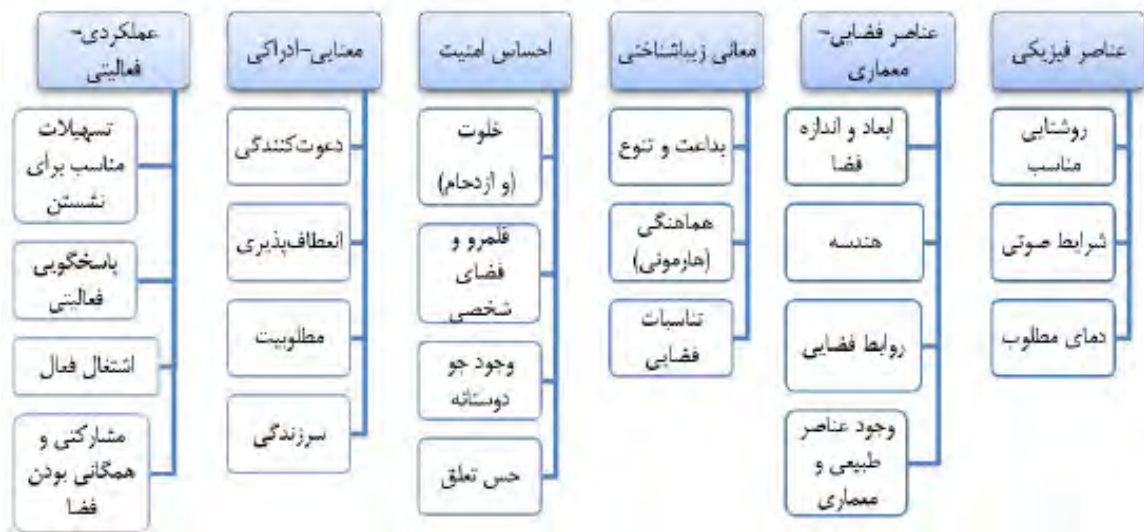 عناصر فیزیکی
روشنایی
مناسب
شرایط صوتی
دمای مطلوب
عناصر فضایی-
معماری
ابعاد و اندازه
فضا
هندسه
روابط فضایی
وجود عناصر
طبیعی و
معماری
معانی زیباشناختی
بداعت و تنوع
هماهنگی
(هارمونی)
تناسبات
فضایی
احساس امنیت
خلوت
(و ازدحام)
قلمرو و
فضای
شخصی
وجود جو
دوستانه
حس تعلق
معنایی-ادراکی
دعوت‌کنندگی
انعطاف‌پذیری
مطلوبیت
سرزندگی
عملکردی-
فعالیتی
تسهیلات
مناسب برای
نشستن
پاسخگویی
فعالیتی
اشتغال فعال
مشارکتی و
همگانی بودن
فضا